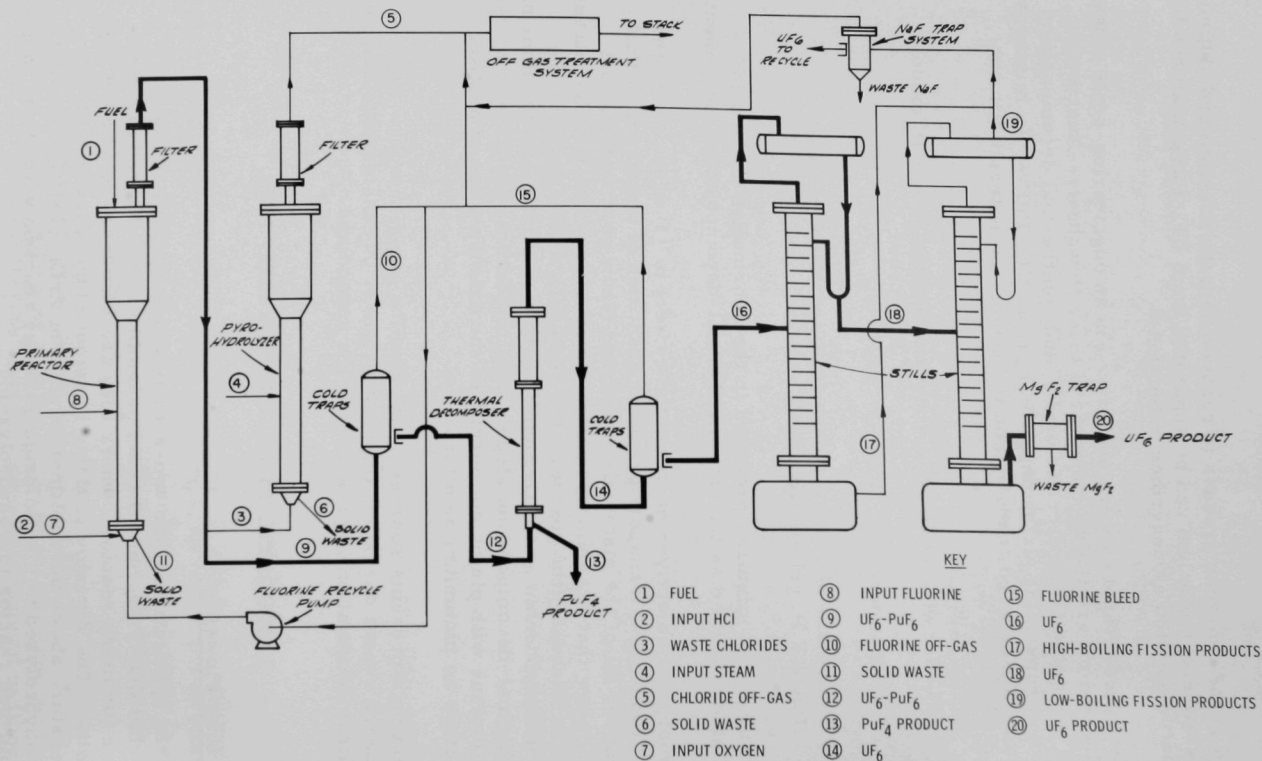 ⑤
TO STACK
OFF GAS TREATMENT
SYSTEM
UF6
TO
RECYCLE
NaF TRAP
SYSTEM
WASTE NaF
FUEL
①
FILTER
FILTER
⑲
⑮
⑩
⑯
⑱
PYRO-
HYDROLYZER
PRIMARY
REACTOR
④
⑧
COLD
TRAPS
THERMAL
DECOMPOSER
COLD
TRAPS
STILLS
MgF2 TRAP
⑳
UF6 PRODUCT
WASTE MgF2
⑰
⑭
② ⑦
③
⑥
SOLID
WASTE
⑨
⑫
⑬
PuF4
PRODUCT
⑪
SOLID
WASTE
FLUORINE RECYCLE
PUMP
KEY
① FUEL
② INPUT HCl
③ WASTE CHLORIDES
④ INPUT STEAM
⑤ CHLORIDE OFF-GAS
⑥ SOLID WASTE
⑦ INPUT OXYGEN
⑧ INPUT FLUORINE
⑨ UF6-PuF6
⑩ FLUORINE OFF-GAS
⑪ SOLID WASTE
⑫ UF6-PuF6
⑬ PuF4 PRODUCT
⑭ UF6
⑮ FLUORINE BLEED
⑯ UF6
⑰ HIGH-BOILING FISSION PRODUCTS
⑱ UF6
⑲ LOW-BOILING FISSION PRODUCTS
⑳ UF6 PRODUCT